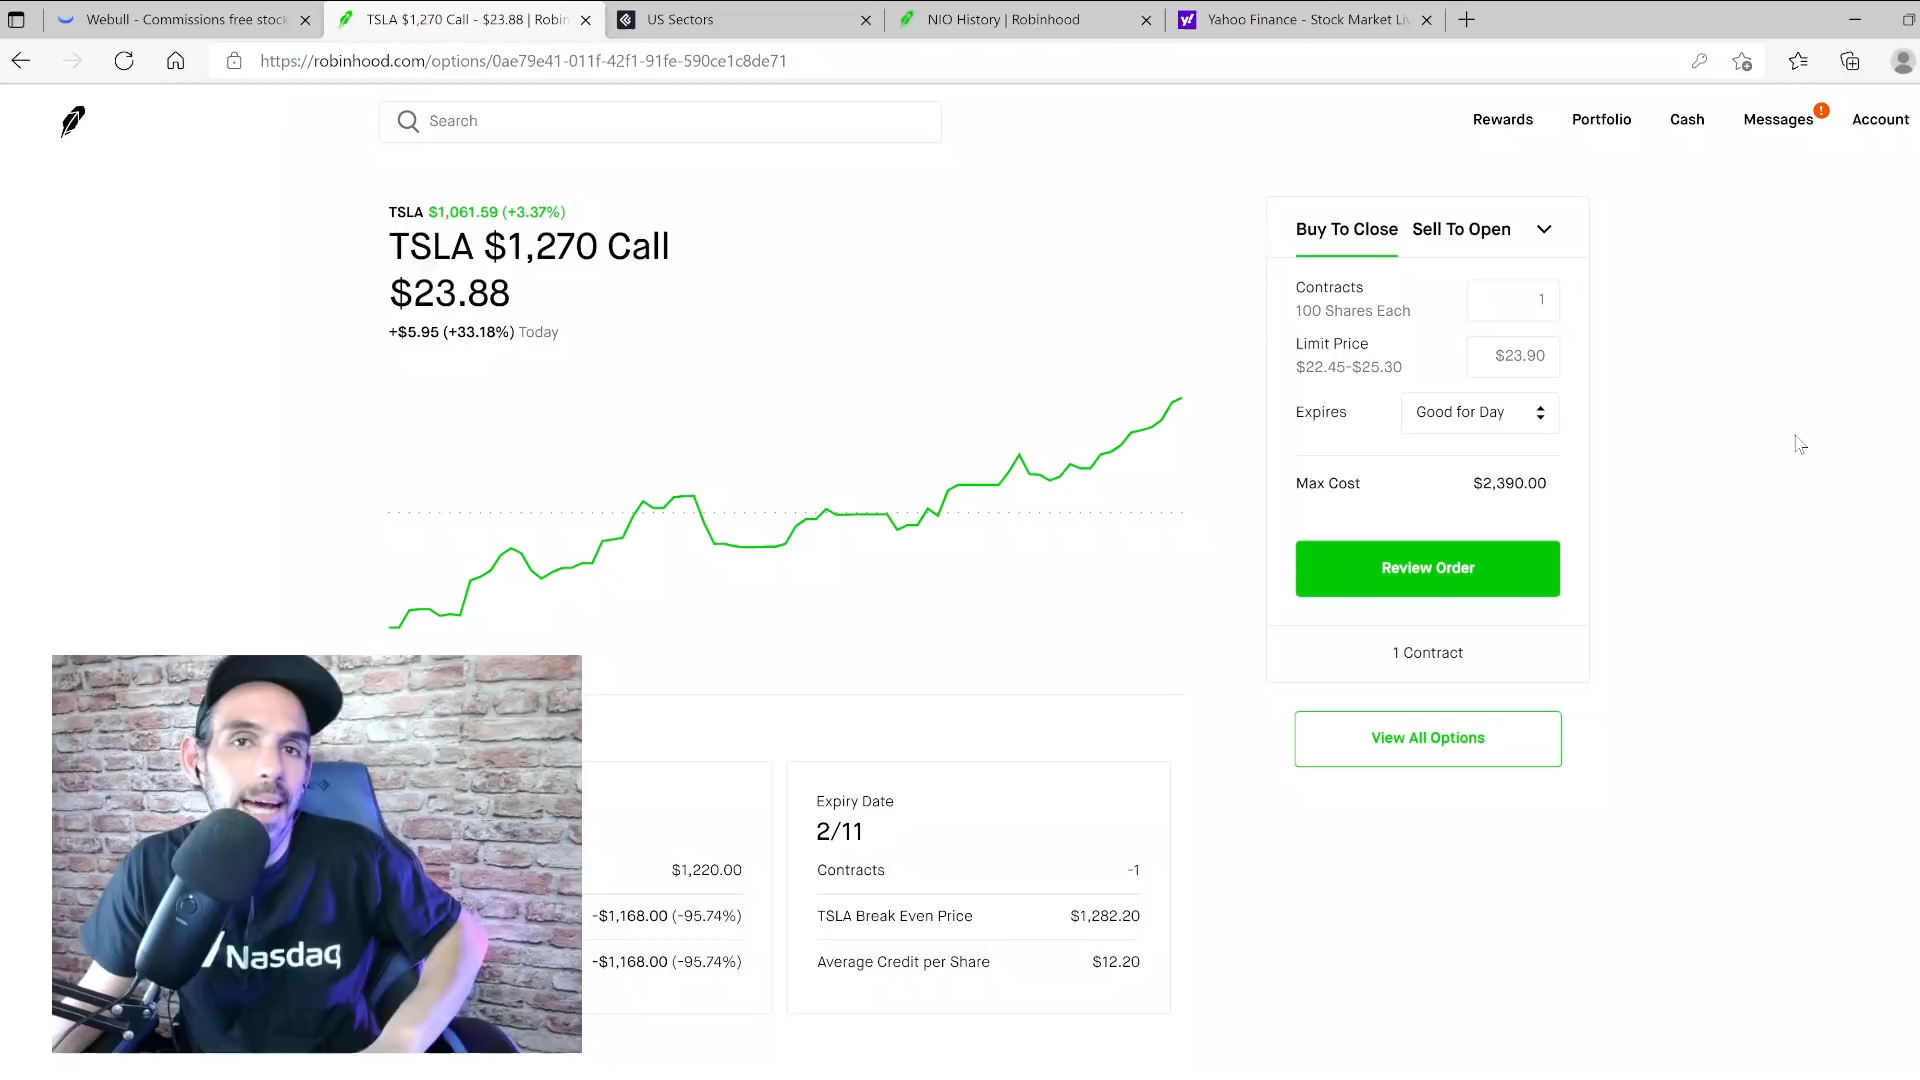 Webull - Commissions free stock
TSLA $1,270 Call - $23.88 | Robin
US Sectors
NIO History | Robinhood
Yahoo Finance - Stock Market Li
https://robinhood.com/options/0ae79e41-011f-42f1-91fe-590ce1c8de71
Search
Rewards
Portfolio
Cash
Messages
!
Account
TSLA $1,061.59 (+3.37%)
TSLA $1,270 Call
$23.88
+$5.95 (+33.18%) Today
Buy To Close
Sell To Open
Contracts
100 Shares Each
1
Limit Price
$22.45-$25.30
$23.90
Expires
Good for Day
Max Cost
$2,390.00
Review Order
1 Contract
View All Options
$1,220.00
-$1,168.00 (-95.74%)
-$1,168.00 (-95.74%)
Expiry Date
2/11
Contracts
-1
TSLA Break Even Price
$1,282.20
Average Credit per Share
$12.20
Nasdaq